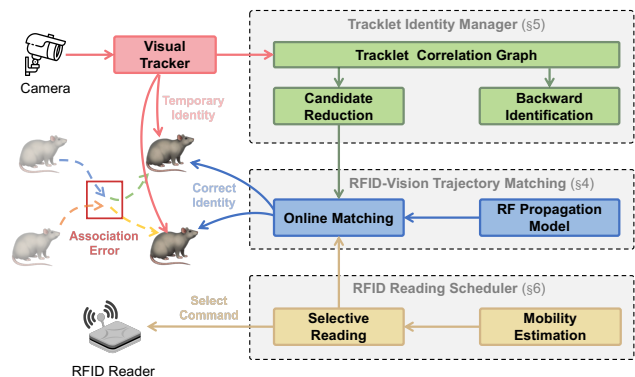 Tracklet Identity Manager (§5)
Visual
Tracker
Tracklet Correlation Graph
Camera
Temporary
Identity
Candidate
Reduction
Backward
Identification
RFID-Vision Trajectory Matching (§4)
Correct
Identity
Online Matching
RF Propagation
Model
Association
Error
RFID Reading Scheduler (§6)
Select
Command
Selective
Reading
Mobility
Estimation
RFID Reader